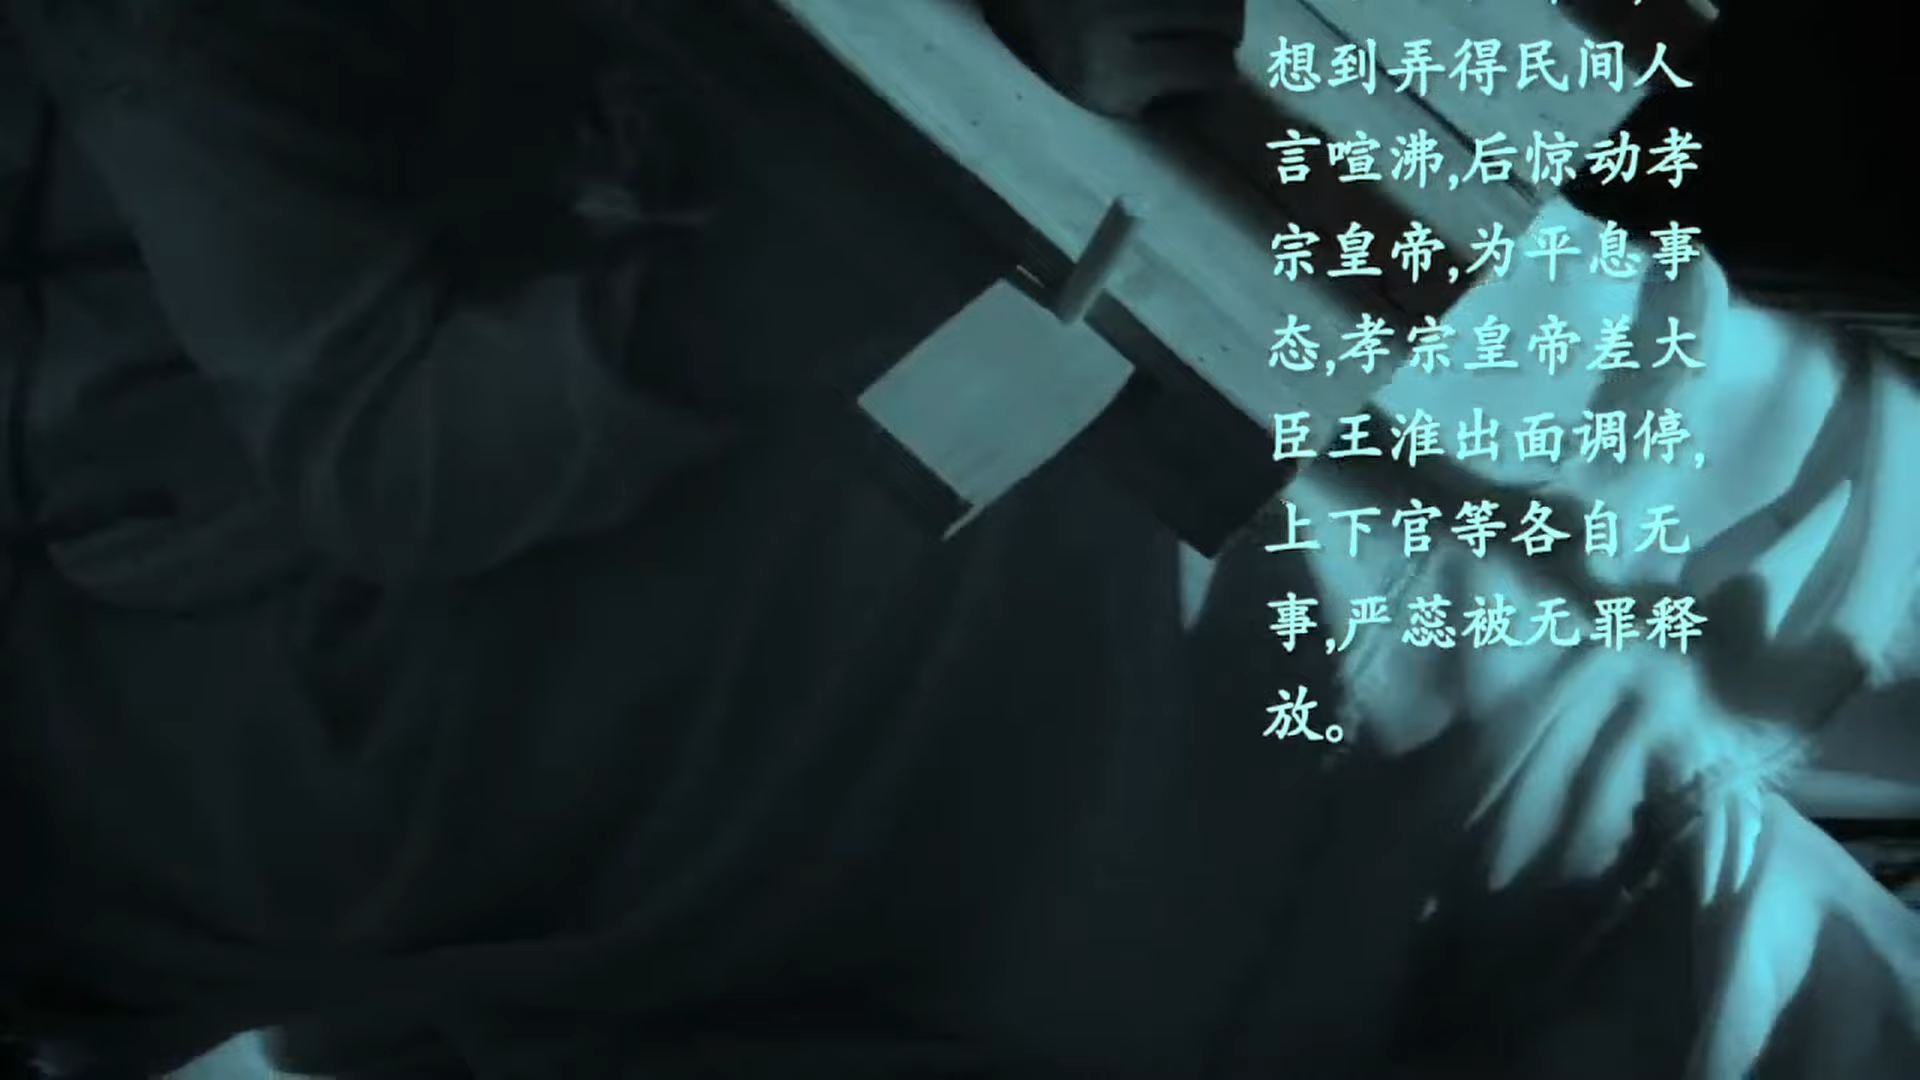 想到弄得民间人
言喧沸,后惊动孝
宗皇帝,为平息事
态,孝宗皇帝差大
臣王淮出面调停,
上下官等各自无
事,严蕊被无罪释
放。